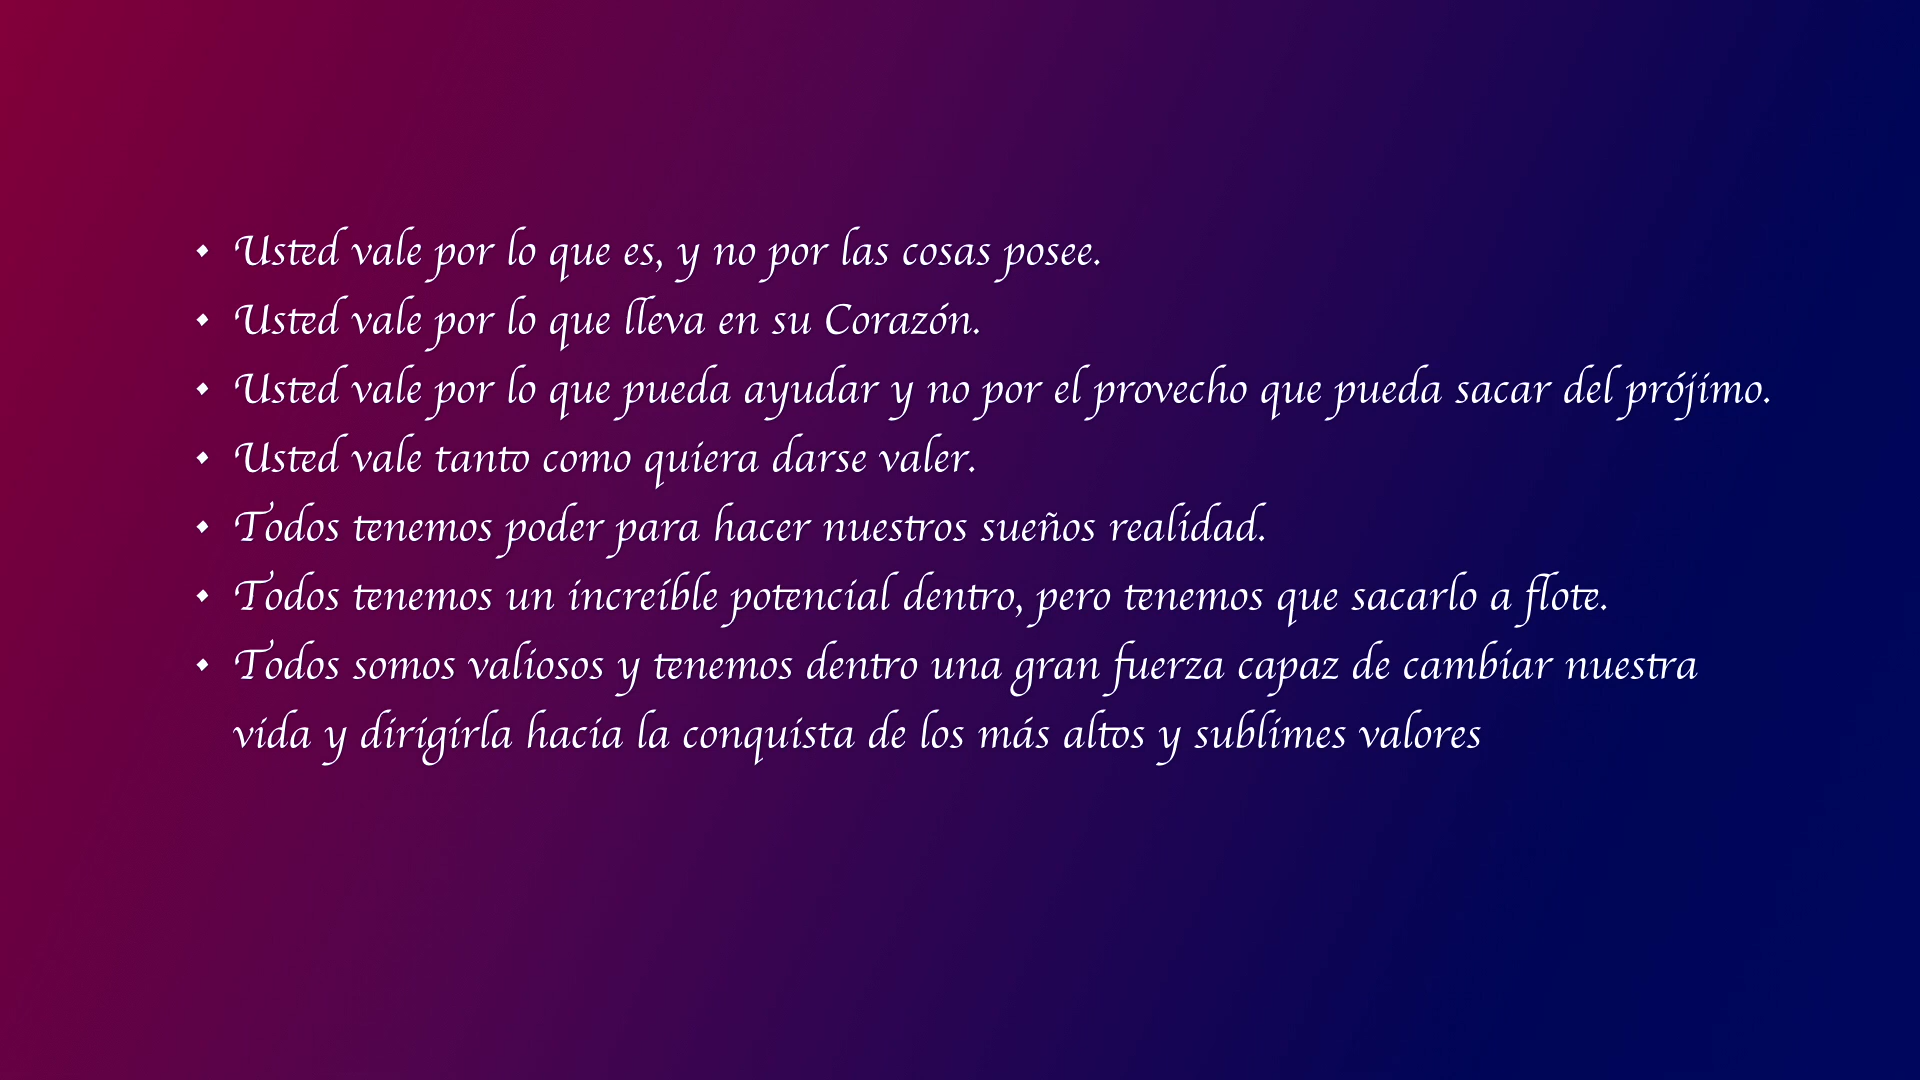 • Usted vale por lo que es, y no por las cosas posee.
• Usted vale por lo que lleva en su Corazón.
• Usted vale por lo que pueda ayudar y no por el provecho que pueda sacar del prójimo.
• Usted vale tanto como quiera darse valer.
• Todos tenemos poder para hacer nuestros sueños realidad.
• Todos tenemos un increíble potencial dentro, pero tenemos que sacarlo a flote.
• Todos somos valiosos y tenemos dentro una gran fuerza capaz de cambiar nuestra
vida y dirigirla hacia la conquista de los más altos y sublimes valores